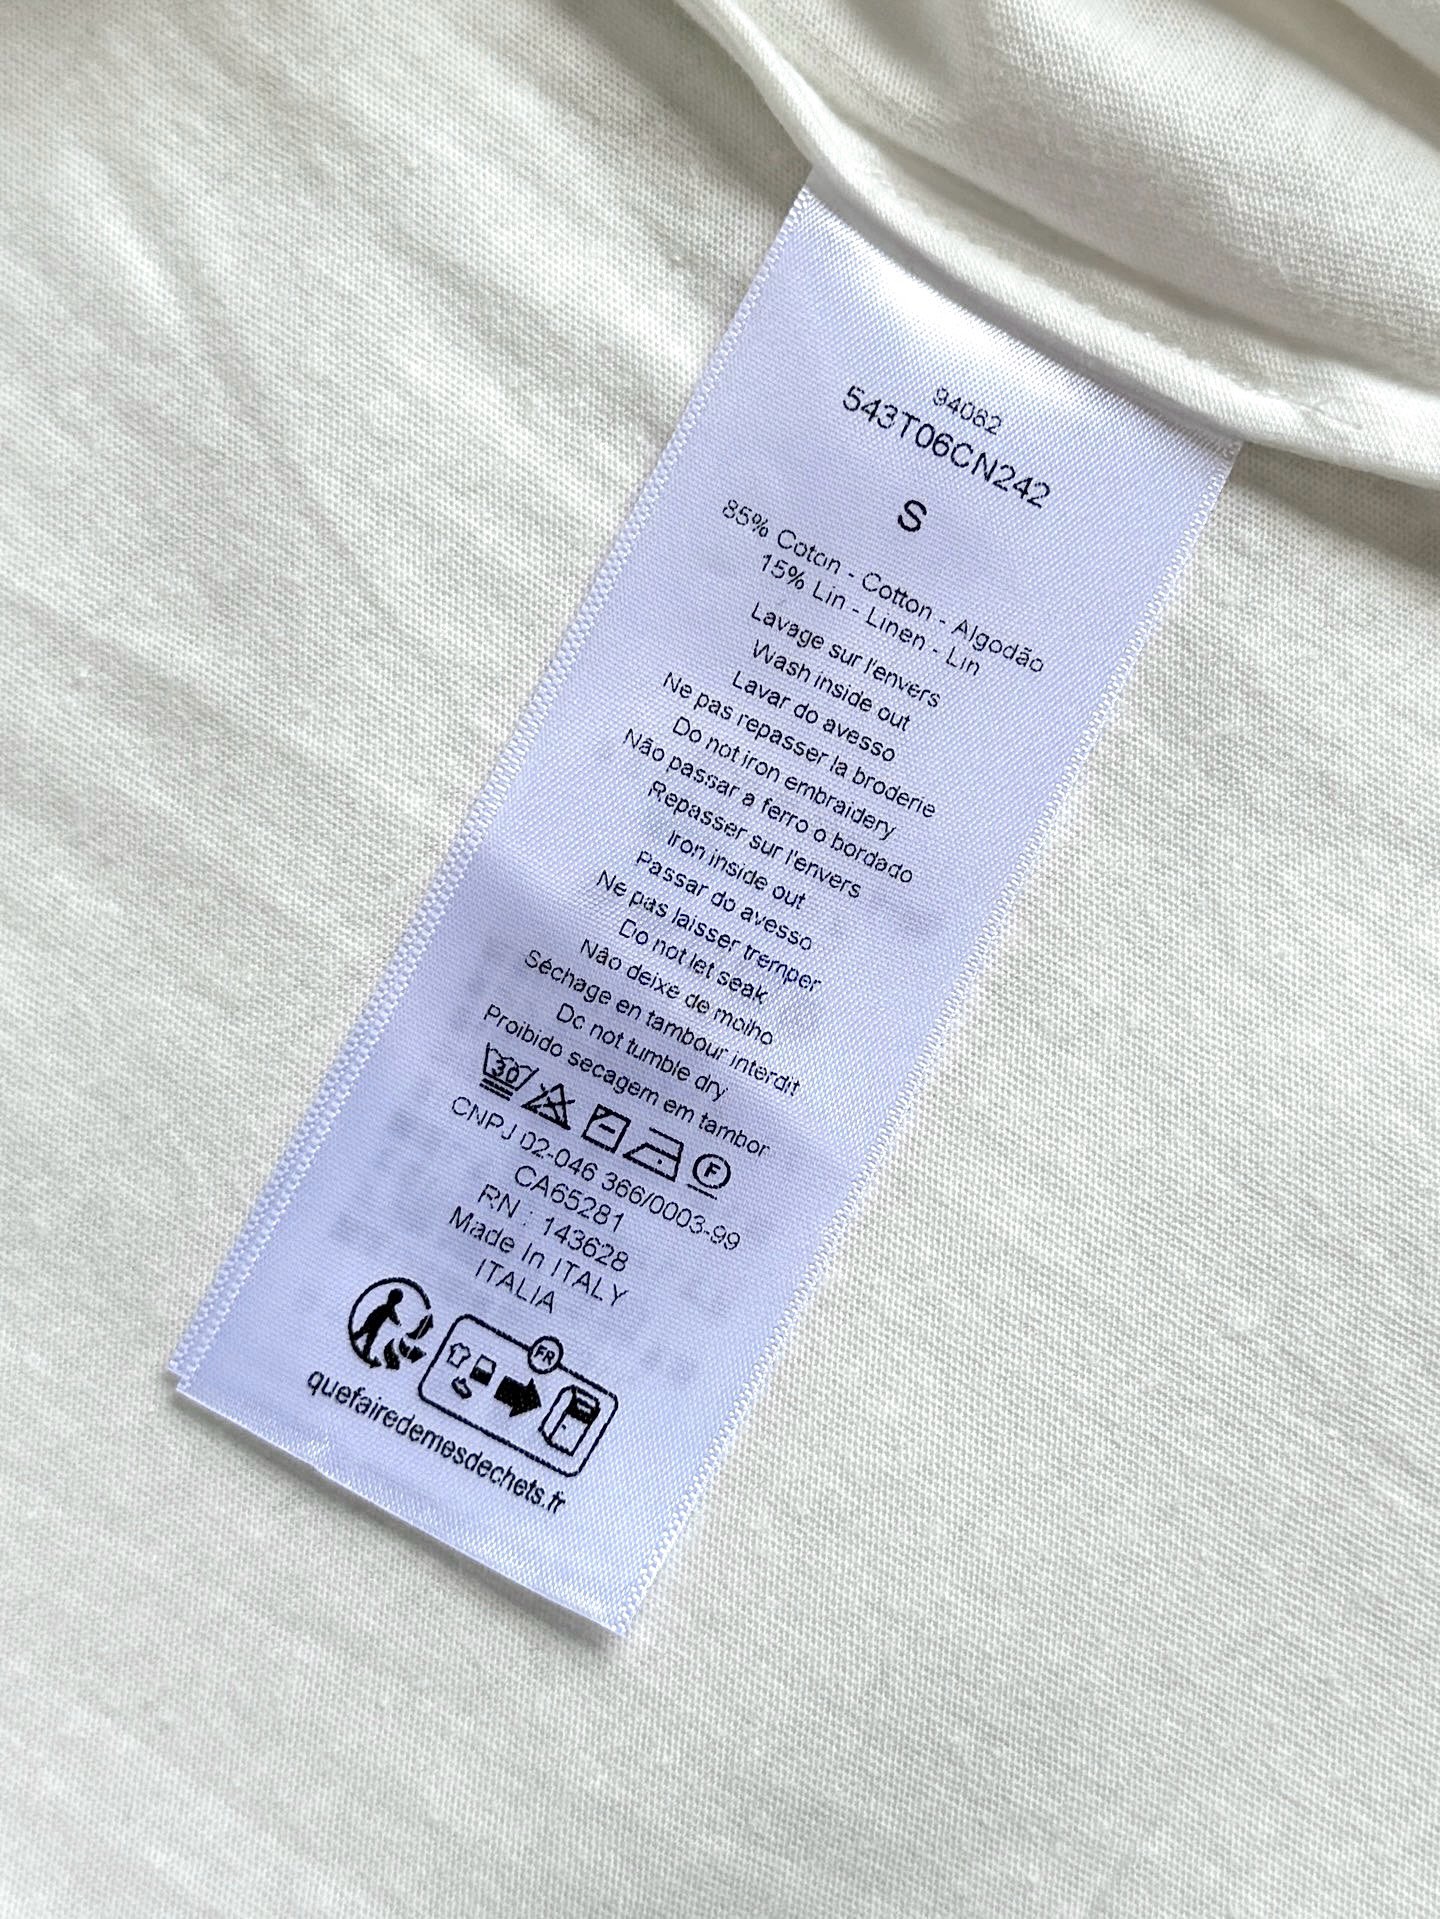 94082
543T06CN242
S
85% Coton - Cotton - Algodão
15% Lin - Linen - Lin
Lavage sur l'envers
Wash inside out
Lavar do avesso
Ne pas repasser la broderie
Do not iron embraidery
Não passar a ferro o bordado
Repasser sur l'envers
Iron inside out
Passar do avesso
Ne pas laisser tremper
Do not let seak
Não deixe de molho
Séchage en tambour interdit
Do not tumble dry
Proibido secagem em tambor
30 F
CNPJ 02-046 366/0003-99
CA65281
RN : 143628
Made In ITALY
ITALIA
FR
quefairedemesdechets.fr